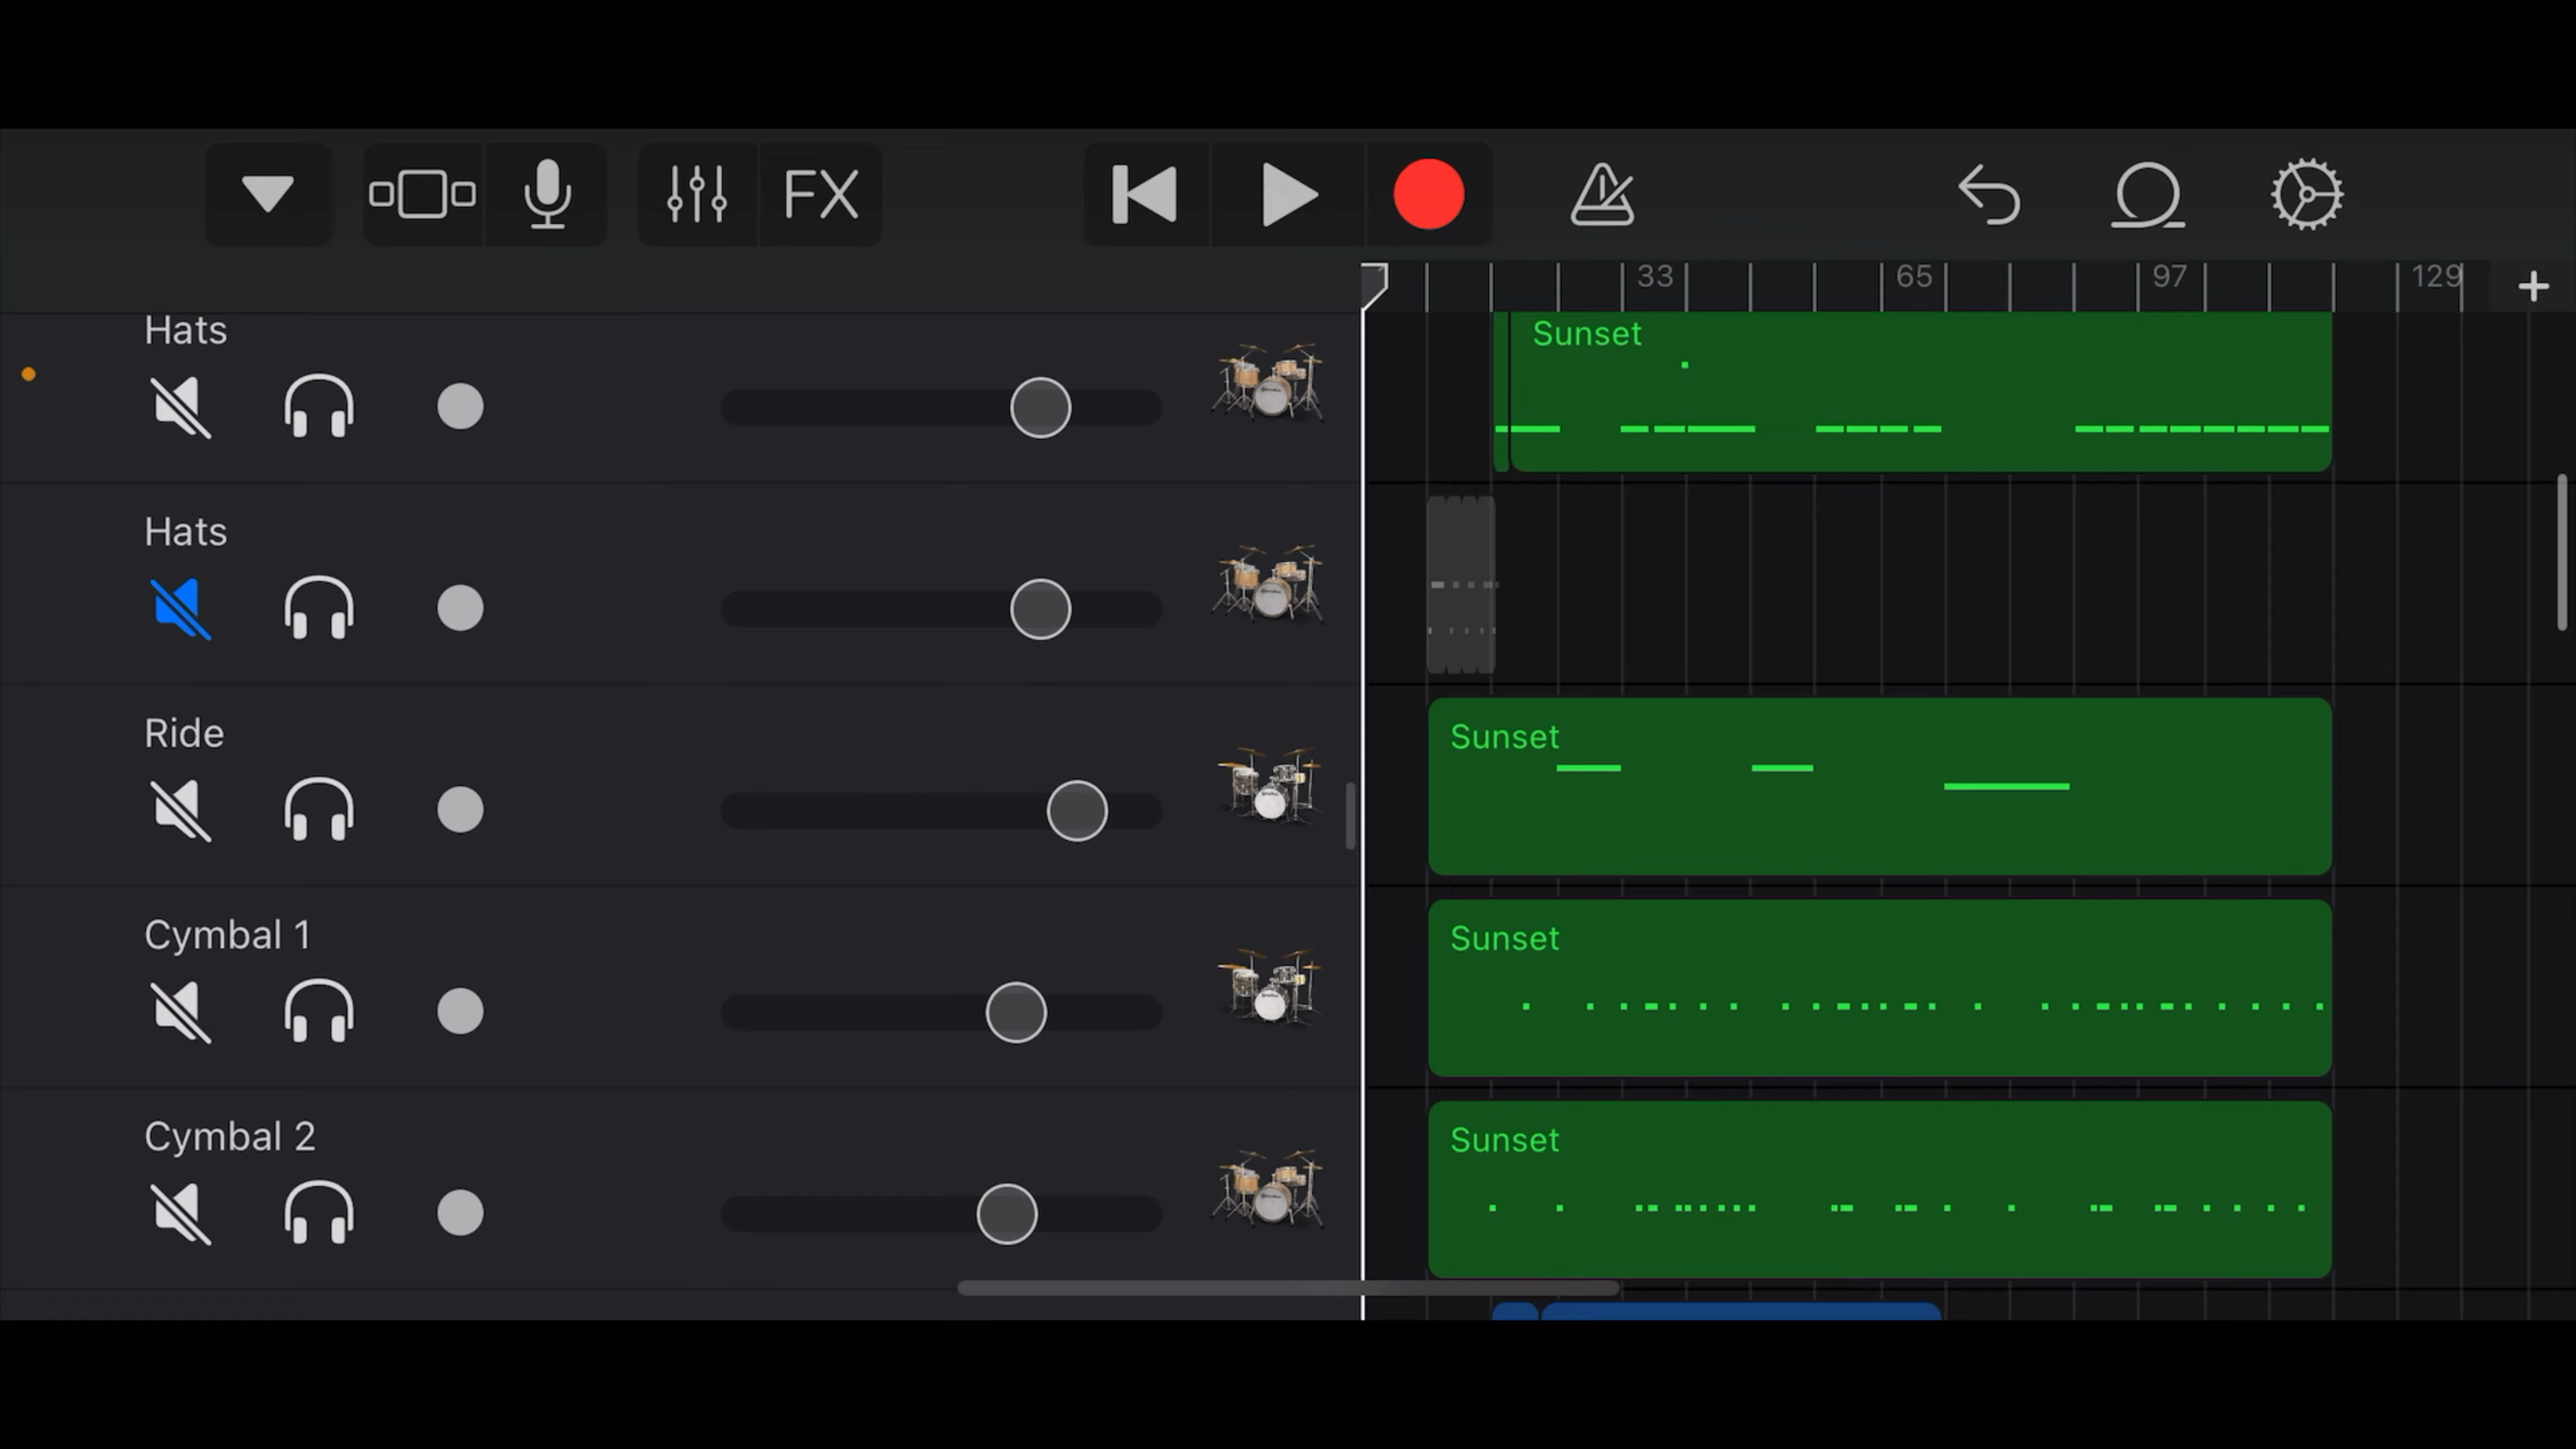 FX
33 65 97 129
Hats
Sunset
Hats
Ride
Sunset
Cymbal 1
Sunset
Cymbal 2
Sunset